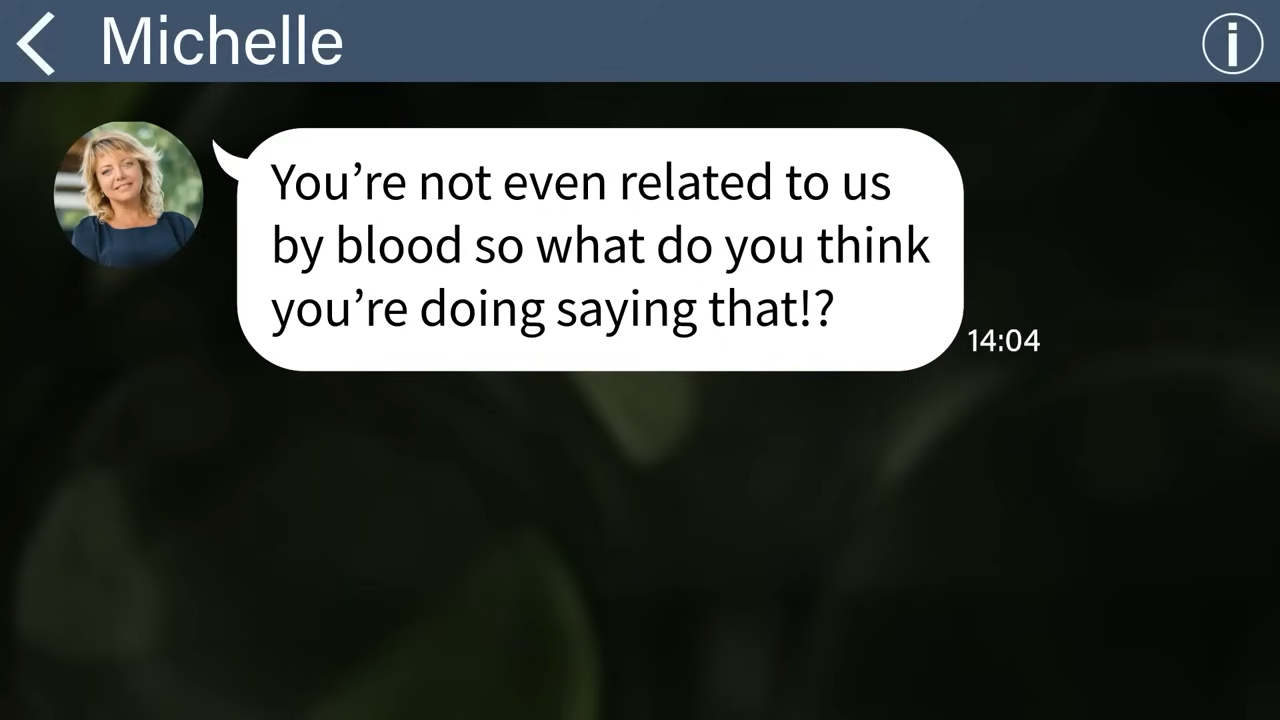 Michelle
You’re not even related to us
by blood so what do you think
you’re doing saying that!?
14:04